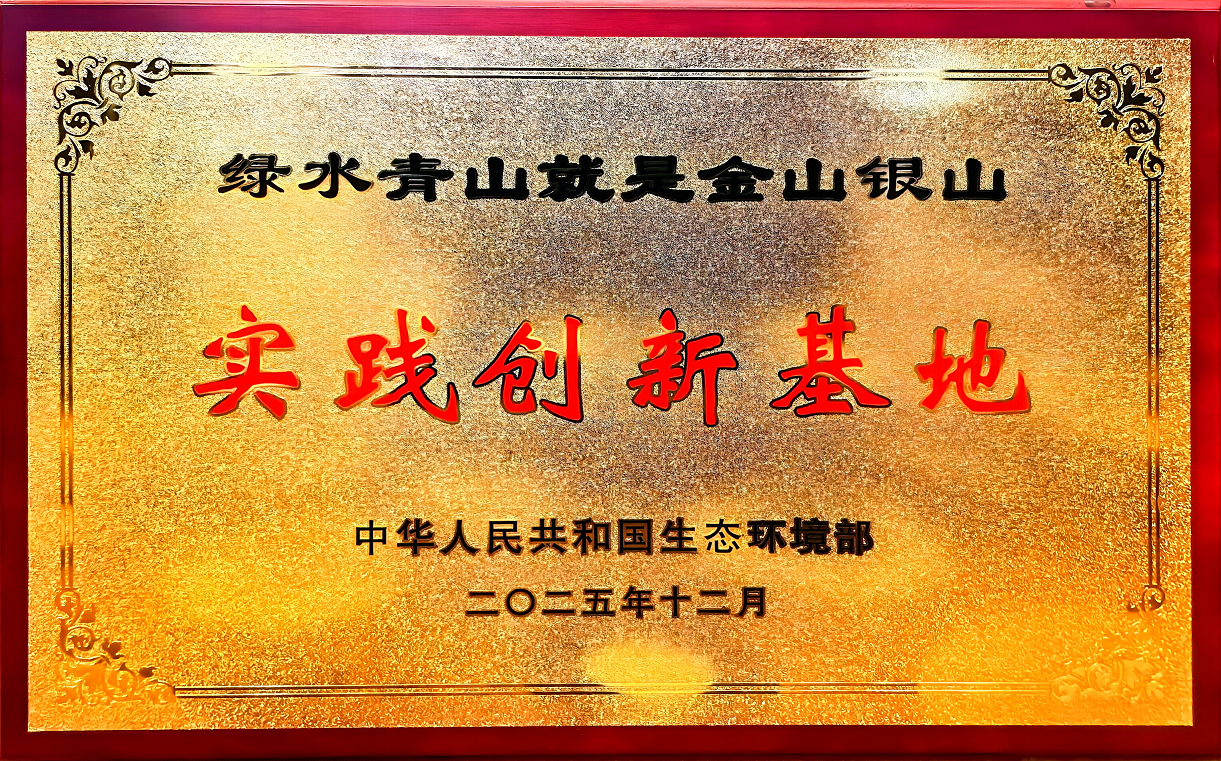 绿水青山就是金山银山
实践创新基地
中华人民共和国生态环境部
二〇二五年十二月